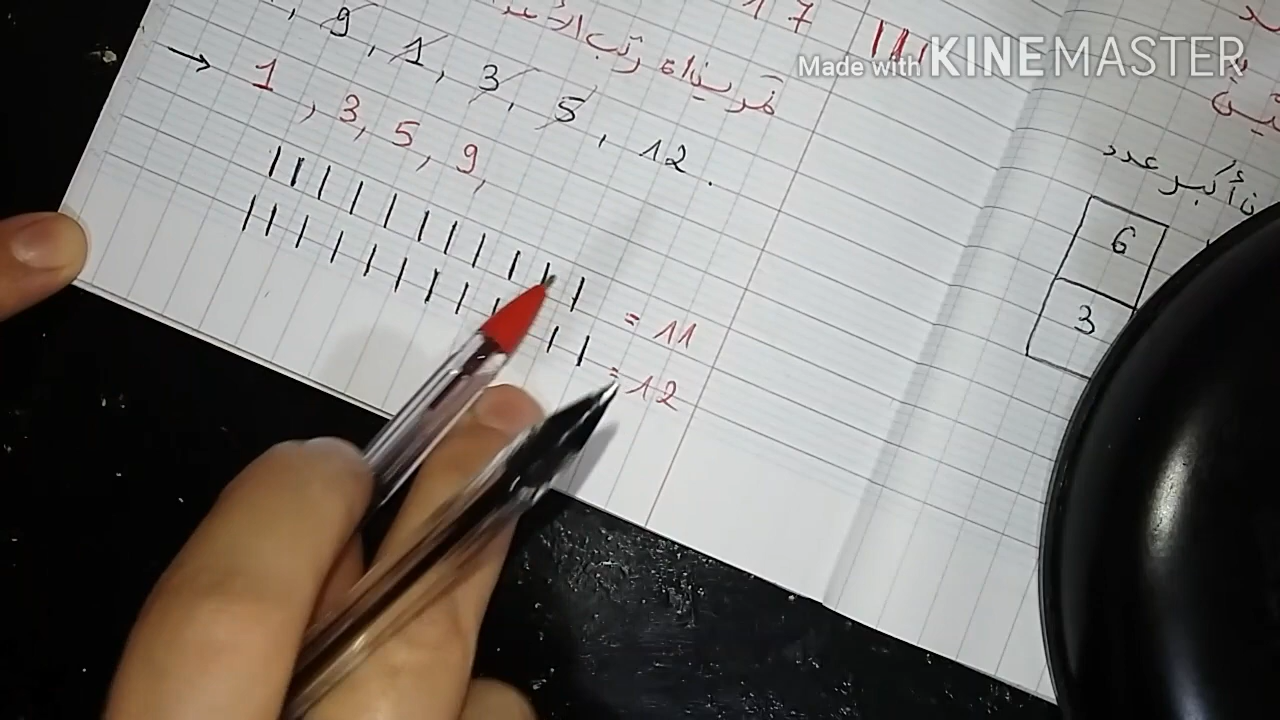 17
Made with KINEMASTER
رتب الأعداد
, 9, 1, 3, 5, 12.
→ 1, 3, 5, 9,
= 11
= 12
أكبر عدد
6
3